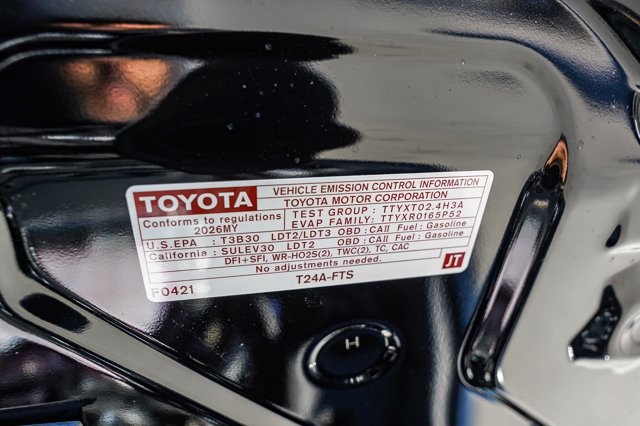 TOYOTA
VEHICLE EMISSION CONTROL INFORMATION
TOYOTA MOTOR CORPORATION
Conforms to regulations
2026MY
TEST GROUP : TTYXT02.4H3A
EVAP FAMILY: TTYXR0165P52
U.S.EPA : T3B30 LDT2/LDT3 OBD : CAII Fuel : Gasoline
California : SULEV30 LDT2 OBD : CAII Fuel : Gasoline
DFI+SFI, WR-HO2S(2), TWC(2), TC, CAC
No adjustments needed.
JT
F0421
T24A-FTS
H